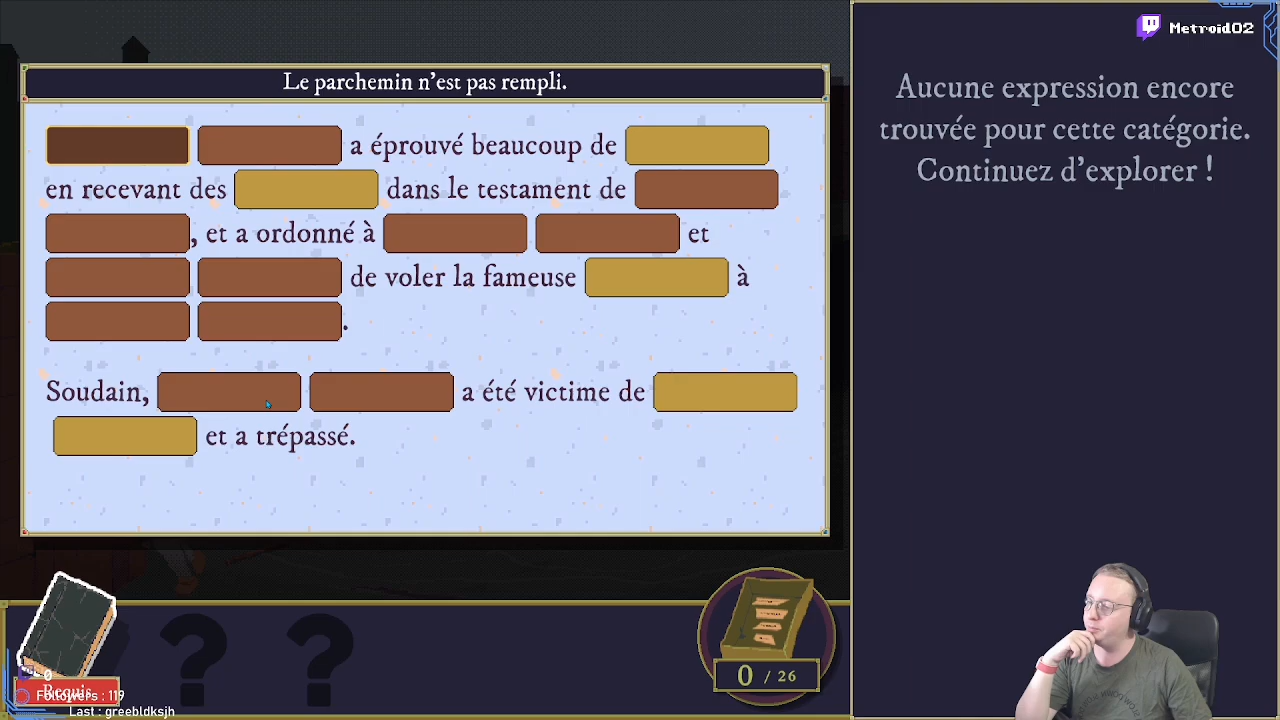 Le parchemin n'est pas rempli.
a éprouvé beaucoup de
en recevant des dans le testament de
, et a ordonné à et
de voler la fameuse à
.
Soudain, a été victime de
et a trépassé.
Metroid02
Aucune expression encore
trouvée pour cette catégorie.
Continuez d'explorer !
? ?
0
Requis
Followers : 119
Last : greebldksjh
0 / 26